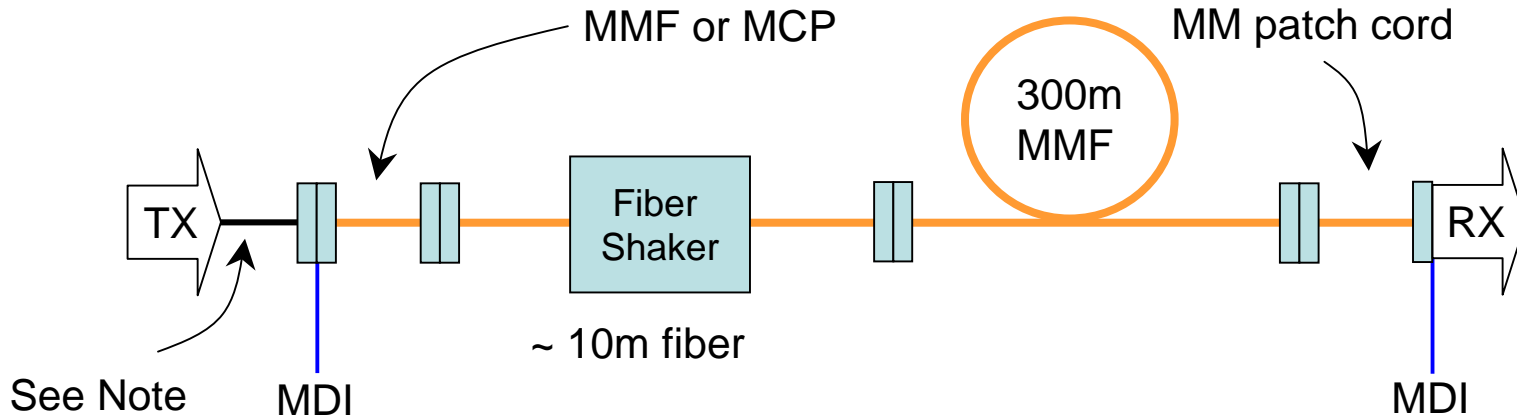 MMF or MCP
MM patch cord
300m
MMF
TX
Fiber
Shaker
RX
~ 10m fiber
See Note
MDI
MDI